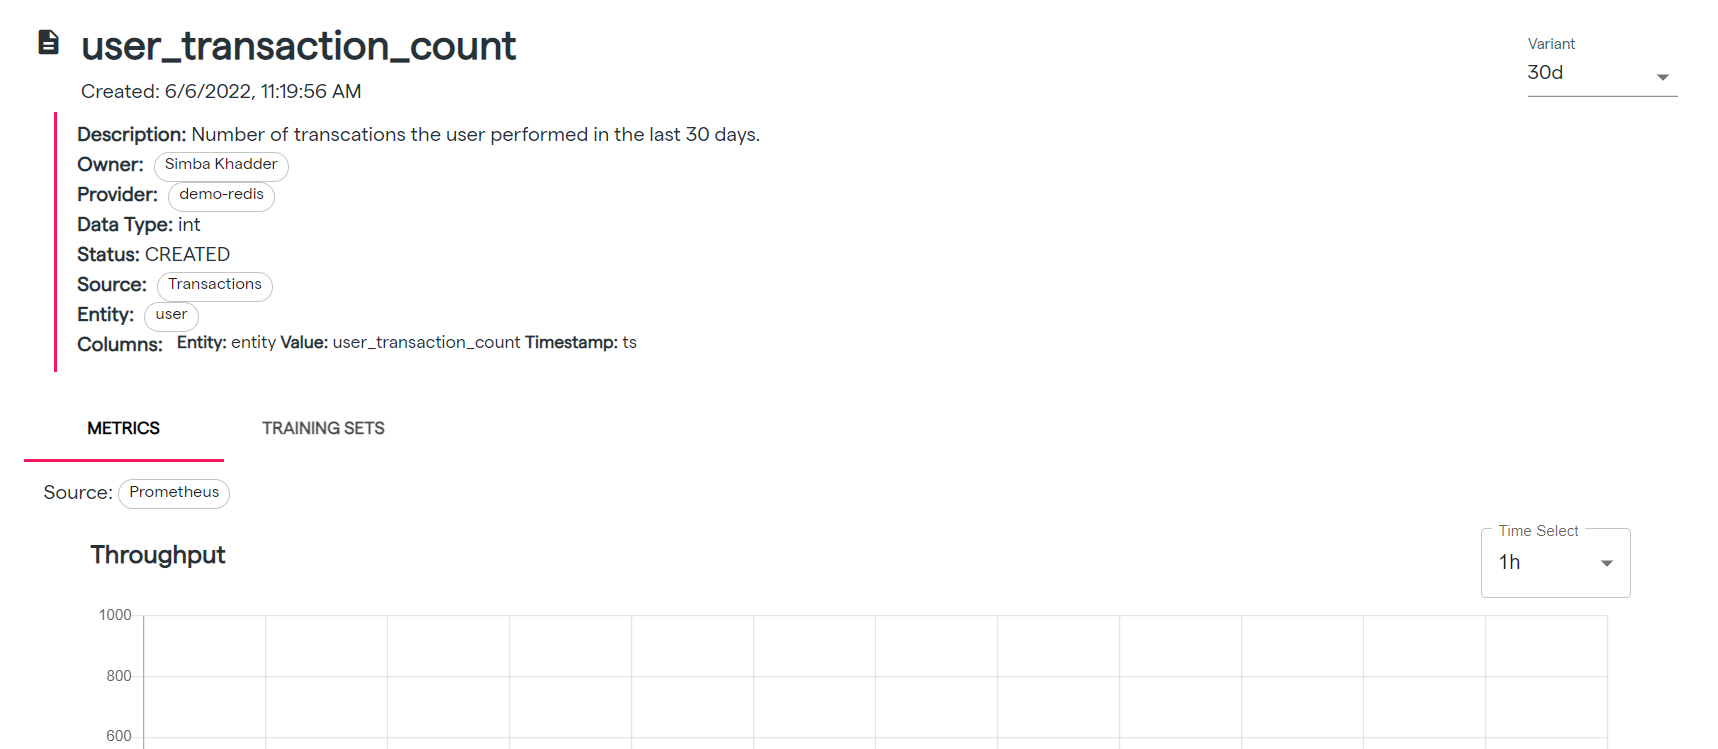 user_transaction_count
Variant
30d
Created: 6/6/2022, 11:19:56 AM
Description: Number of transcations the user performed in the last 30 days.
Owner: Simba Khadder
Provider: demo-redis
Data Type: int
Status: CREATED
Source: Transactions
Entity: user
Columns: Entity: entity Value: user_transaction_count Timestamp: ts
METRICS TRAINING SETS
Source: Prometheus
Time Select
Throughput
1h
1000
800
600